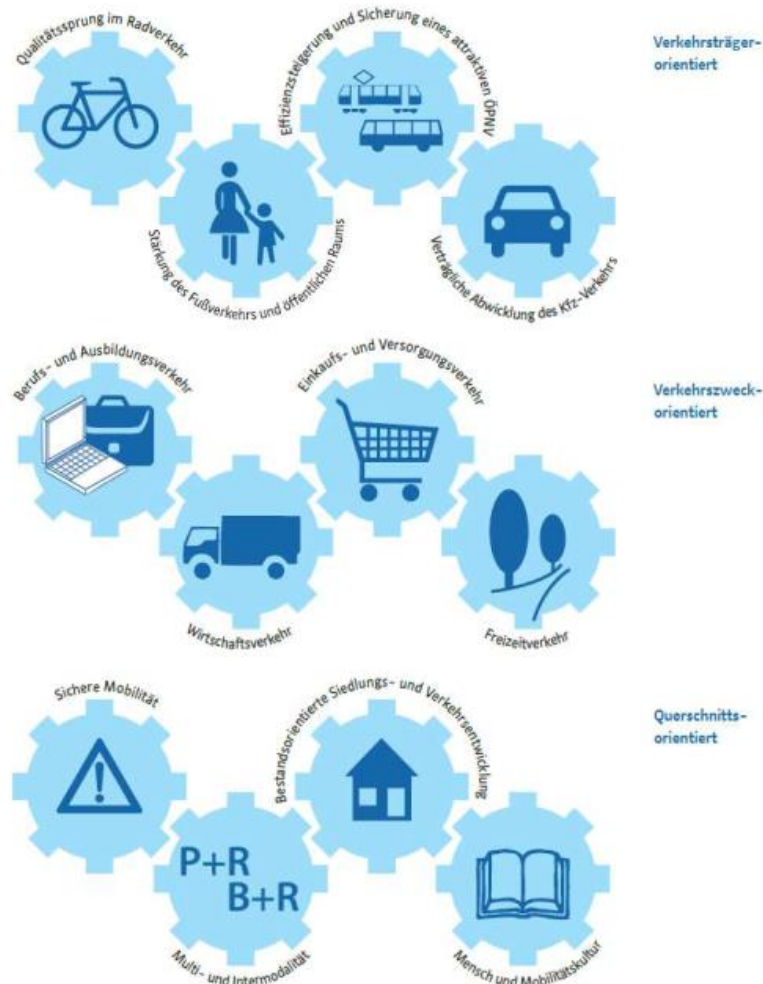 Qualitätssprung im Radverkehr
Stärkung des Fußverkehrs und öffentlichen Raums
Effizienzsteigerung und Sicherung eines attraktiven ÖPNV
Verträgliche Abwicklung des Kfz-Verkehrs
Verkehrsträger-
orientiert
Berufs- und Ausbildungsverkehr
Wirtschaftsverkehr
Einkaufs- und Versorgungsverkehr
Freizeitverkehr
Verkehrszweck-
orientiert
Sichere Mobilität
P+R
B+R
Multi- und Intermodalität
Bestandsorientierte Siedlungs- und Verkehrsentwicklung
Mensch und Mobilitätskultur
Querschnitts-
orientiert